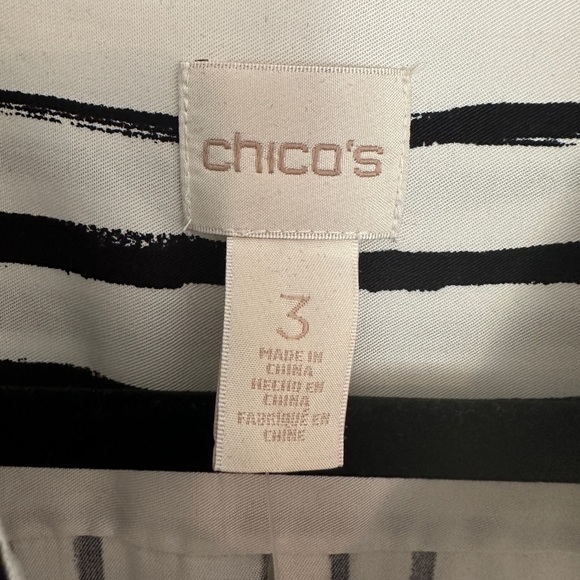 chico's
3
MADE IN
CHINA
HECHO EN
CHINA
FABRIQUÉ EN
CHINE